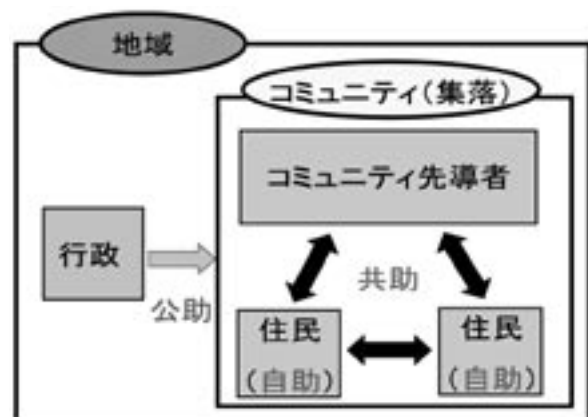 地域
コミュニティ(集落)
コミュニティ先導者
行政
公助
共助
住民
(自助)
住民
(自助)